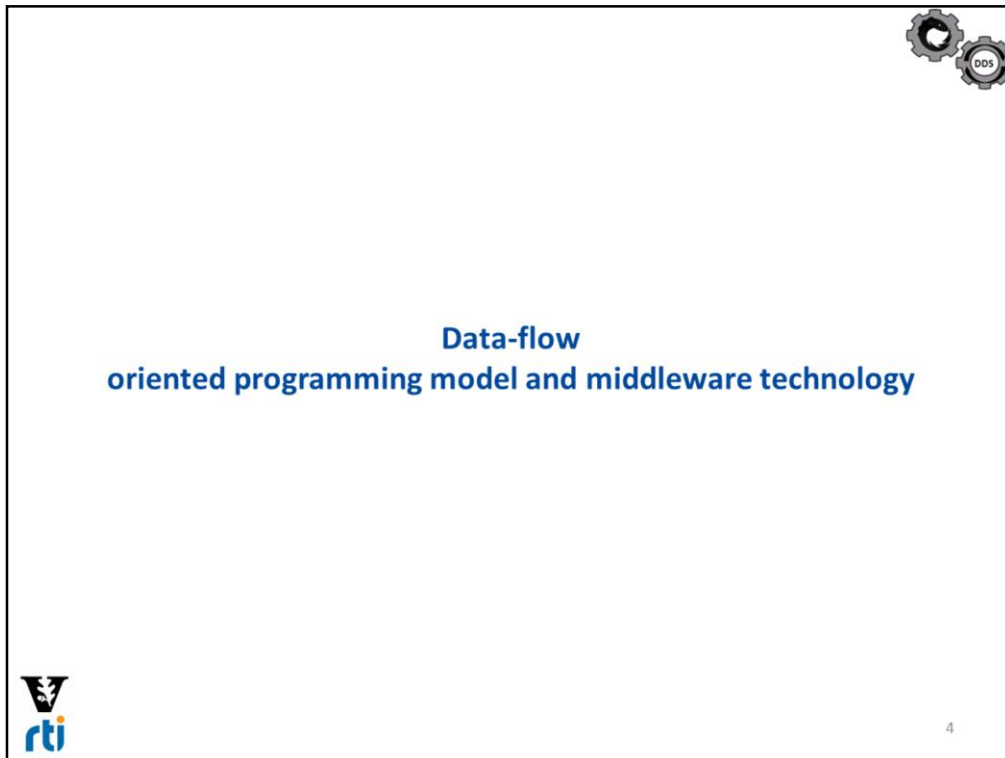 DDS
Data-flow
oriented programming model and middleware technology
V
rti
4